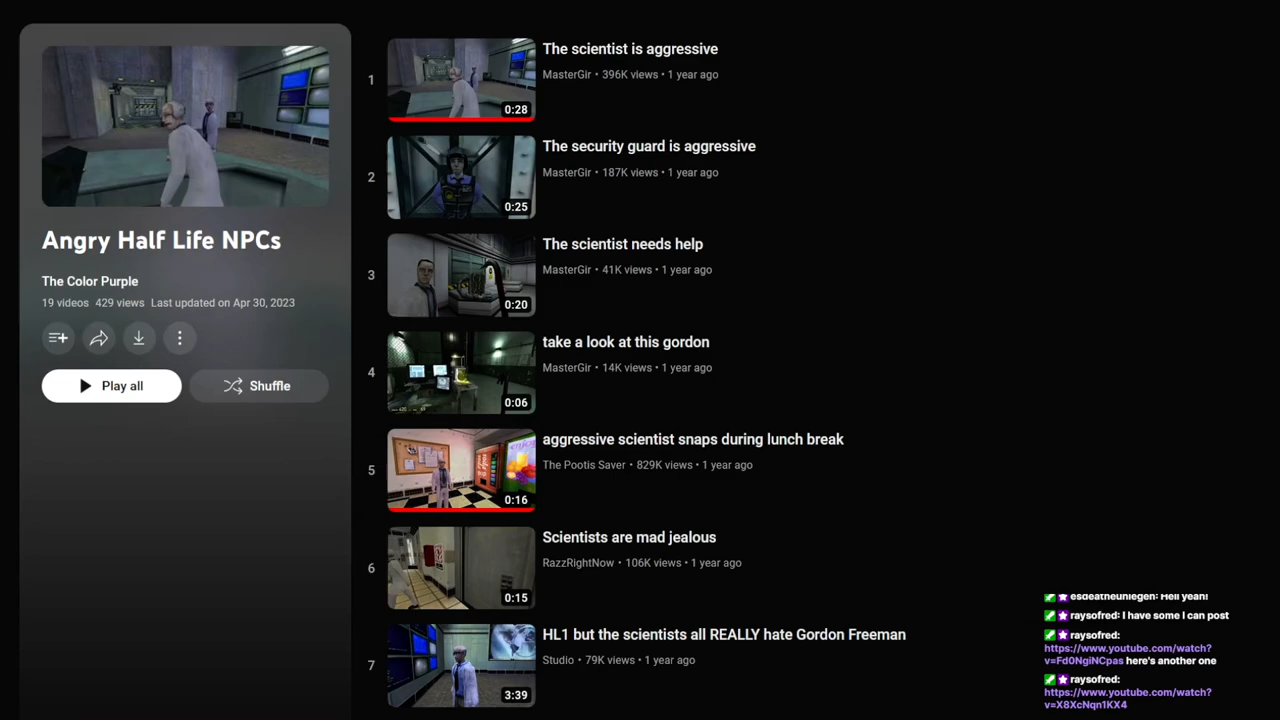 Angry Half Life NPCs
The Color Purple
19 videos 429 views Last updated on Apr 30, 2023
Play all
Shuffle
1
0:28
The scientist is aggressive
MasterGir • 396K views • 1 year ago
2
0:25
The security guard is aggressive
MasterGir • 187K views • 1 year ago
3
0:20
The scientist needs help
MasterGir • 41K views • 1 year ago
4
0:06
take a look at this gordon
MasterGir • 14K views • 1 year ago
5
0:16
aggressive scientist snaps during lunch break
The Pootis Saver • 829K views • 1 year ago
6
0:15
Scientists are mad jealous
RazzRightNow • 106K views • 1 year ago
7
3:39
HL1 but the scientists all REALLY hate Gordon Freeman
Studio • 79K views • 1 year ago
esdeatheuniegen: Hell yeah!
raysofred: I have some I can post
raysofred:
https://www.youtube.com/watch?
v=Fd0NgiNCpas here's another one
raysofred:
https://www.youtube.com/watch?
v=X8XcNqn1KX4